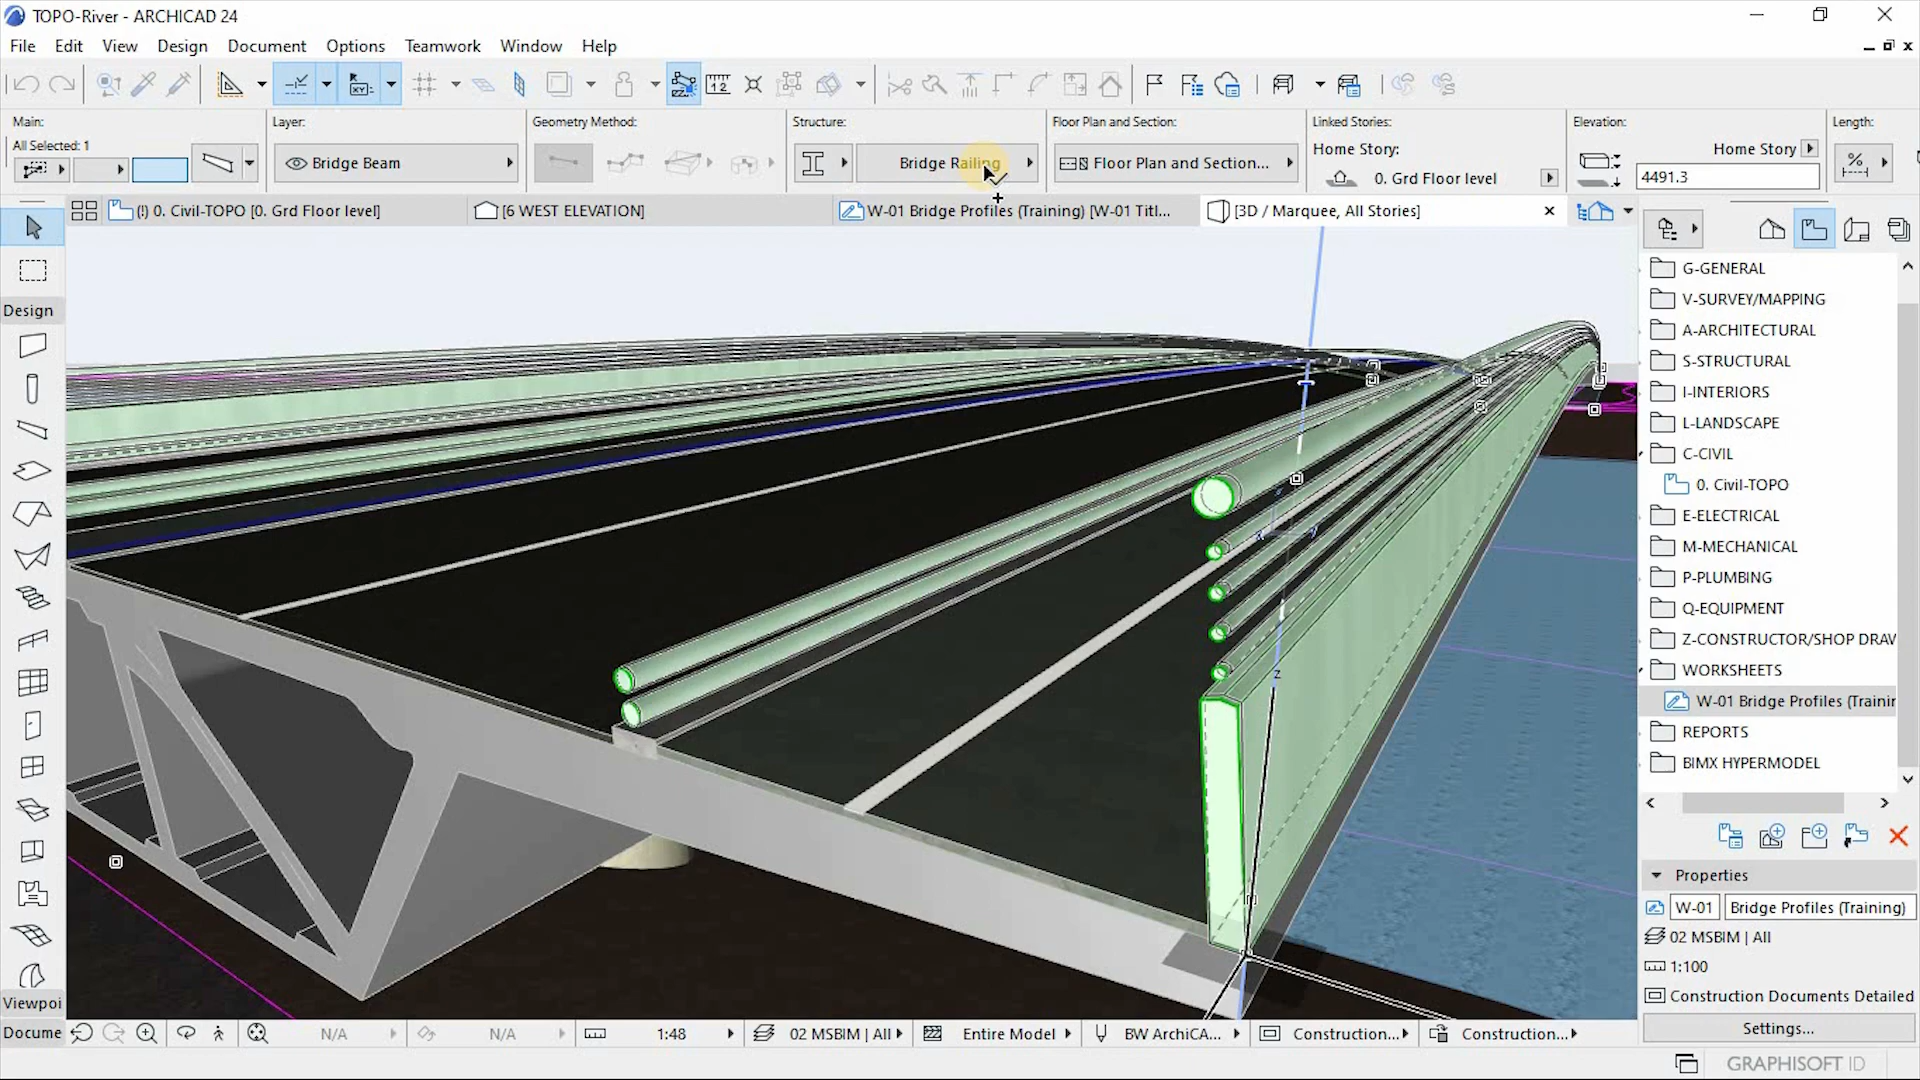 TOPO-River - ARCHICAD 24
File Edit View Design Document Options Teamwork Window Help
Main: Layer: Geometry Method: Structure: Floor Plan and Section: Linked Stories: Elevation: Length:
All Selected: 1 Home Story: Home Story
Bridge Beam Bridge Railing Floor Plan and Section... 0. Grd Floor level 4491.3
(!) 0. Civil-TOPO [0. Grd Floor level] [6 WEST ELEVATION] W-01 Bridge Profiles (Training) [W-01 Titl... [3D / Marquee, All Stories]
Design
G-GENERAL
V-SURVEY/MAPPING
A-ARCHITECTURAL
S-STRUCTURAL
I-INTERIORS
L-LANDSCAPE
C-CIVIL
0. Civil-TOPO
E-ELECTRICAL
M-MECHANICAL
P-PLUMBING
Q-EQUIPMENT
Z-CONSTRUCTOR/SHOP DRAW
WORKSHEETS
W-01 Bridge Profiles (Trainin
REPORTS
BIMX HYPERMODEL
Properties
W-01 Bridge Profiles (Training)
02 MSBIM | All
1:100
Construction Documents Detailed
Settings...
Viewpoi
Docume N/A N/A 1:48 02 MSBIM | All Entire Model BW ArchiCA... Construction... Construction...
GRAPHISOFT ID